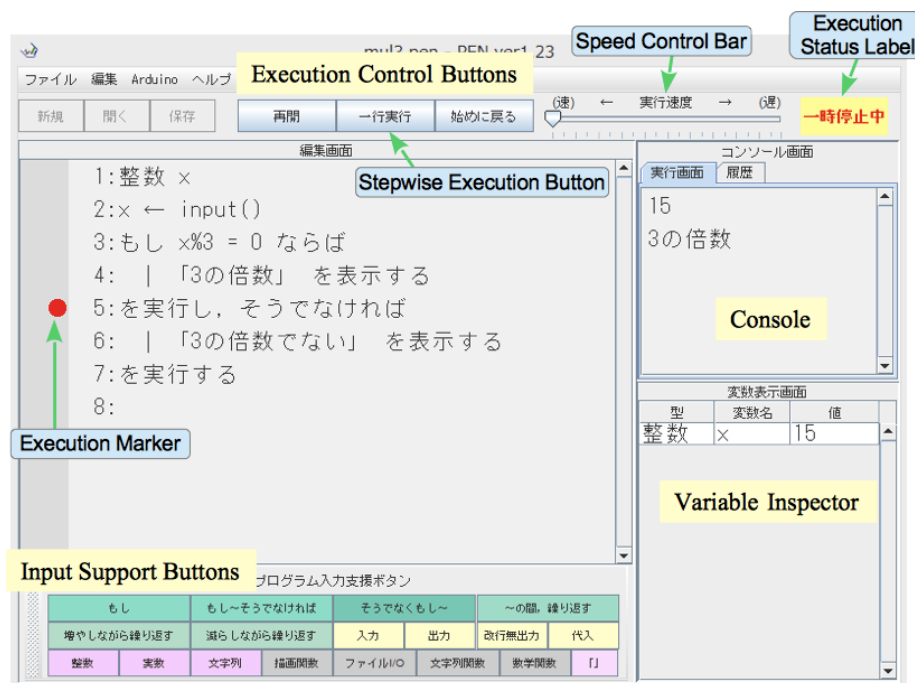 Execution
Status Label
Speed Control Bar
mul3.pen - PEN ver1.23
ファイル 編集 Arduino ヘルプ
Execution Control Buttons
新規 開く 保存 再開 一行実行 始めに戻る
(速) ← 実行速度 → (遅)
一時停止中
編集画面
Stepwise Execution Button
1:整数 x
2:x ← input()
3:もし x%3 = 0 ならば
4: | 「3の倍数」 を表示する
5:を実行し，そうでなければ
6: | 「3の倍数でない」 を表示する
7:を実行する
8:
Execution Marker
コンソール画面
実行画面 履歴
15
3の倍数
Console
変数表示画面
型 変数名 値
整数 x 15
Variable Inspector
Input Support Buttons
プログラム入力支援ボタン
もし もし～そうでなければ そうでなくもし～ ～の間，繰り返す
増やしながら繰り返す 減らしながら繰り返す 入力 出力 改行無出力 代入
整数 実数 文字列 描画関数 ファイルI/O 文字列関数 数学関数 「」